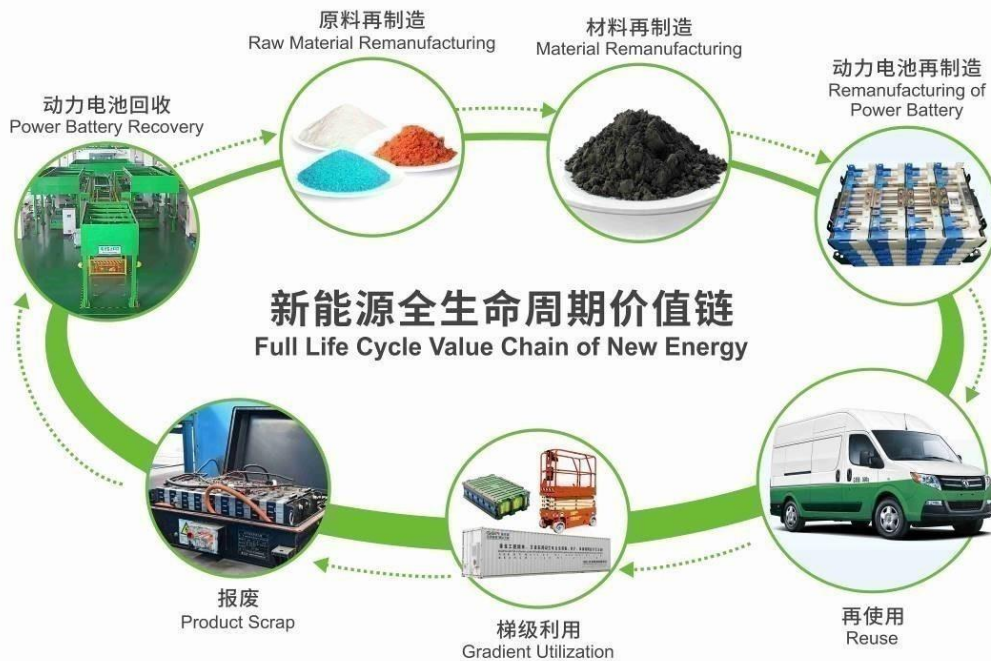 原料再制造
Raw Material Remanufacturing
材料再制造
Material Remanufacturing
动力电池再制造
Remanufacturing of
Power Battery
动力电池回收
Power Battery Recovery
新能源全生命周期价值链
Full Life Cycle Value Chain of New Energy
报废
Product Scrap
梯级利用
Gradient Utilization
再使用
Reuse